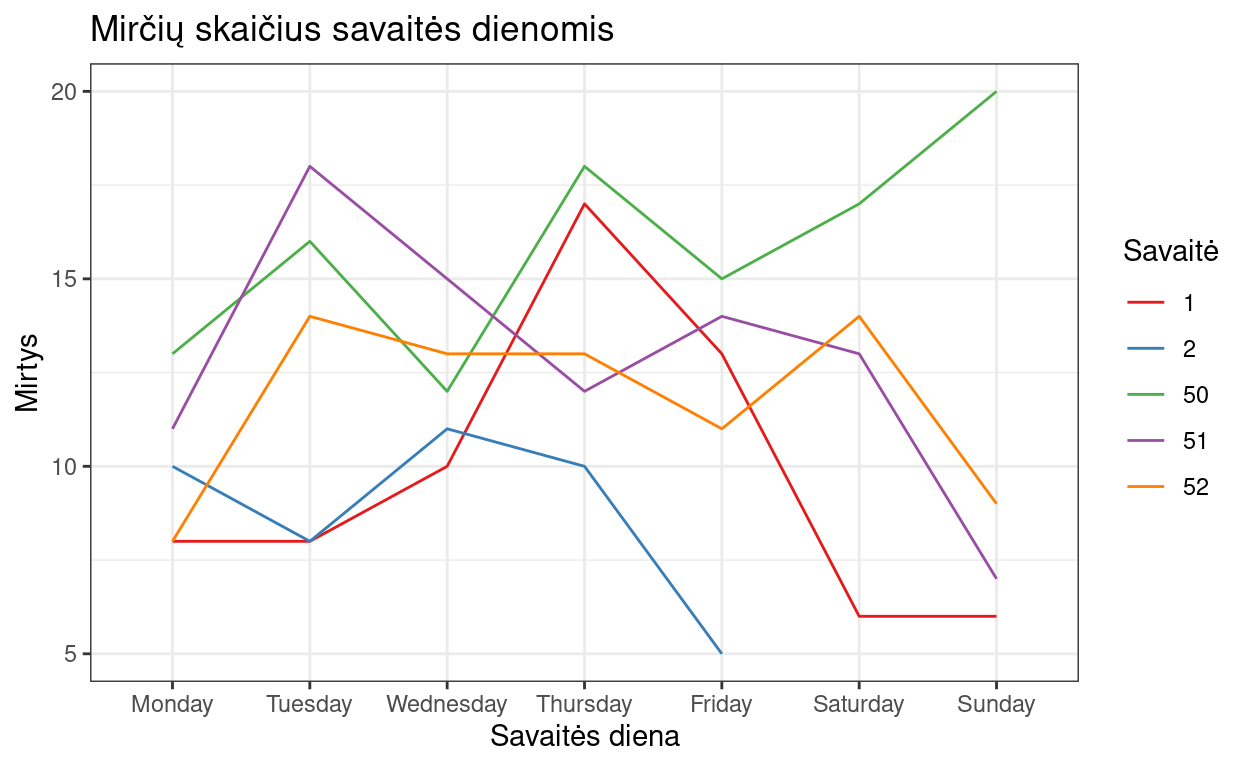 Mirčių skaičius savaitės dienomis
20
15
10
5
Mirtys
Monday Tuesday Wednesday Thursday Friday Saturday Sunday
Savaitės diena
Savaitė
1
2
50
51
52